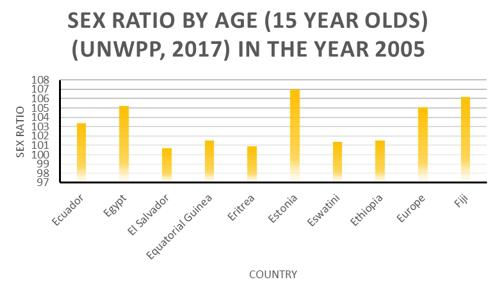 SEX RATIO BY AGE (15 YEAR OLDS)
(UNWPP, 2017) IN THE YEAR 2005
SEX RATIO
108
107
106
105
104
103
102
101
100
99
98
97
Ecuador
Egypt
El Salvador
Equatorial Guinea
Eritrea
Estonia
Eswatini
Ethiopia
Europe
Fiji
COUNTRY